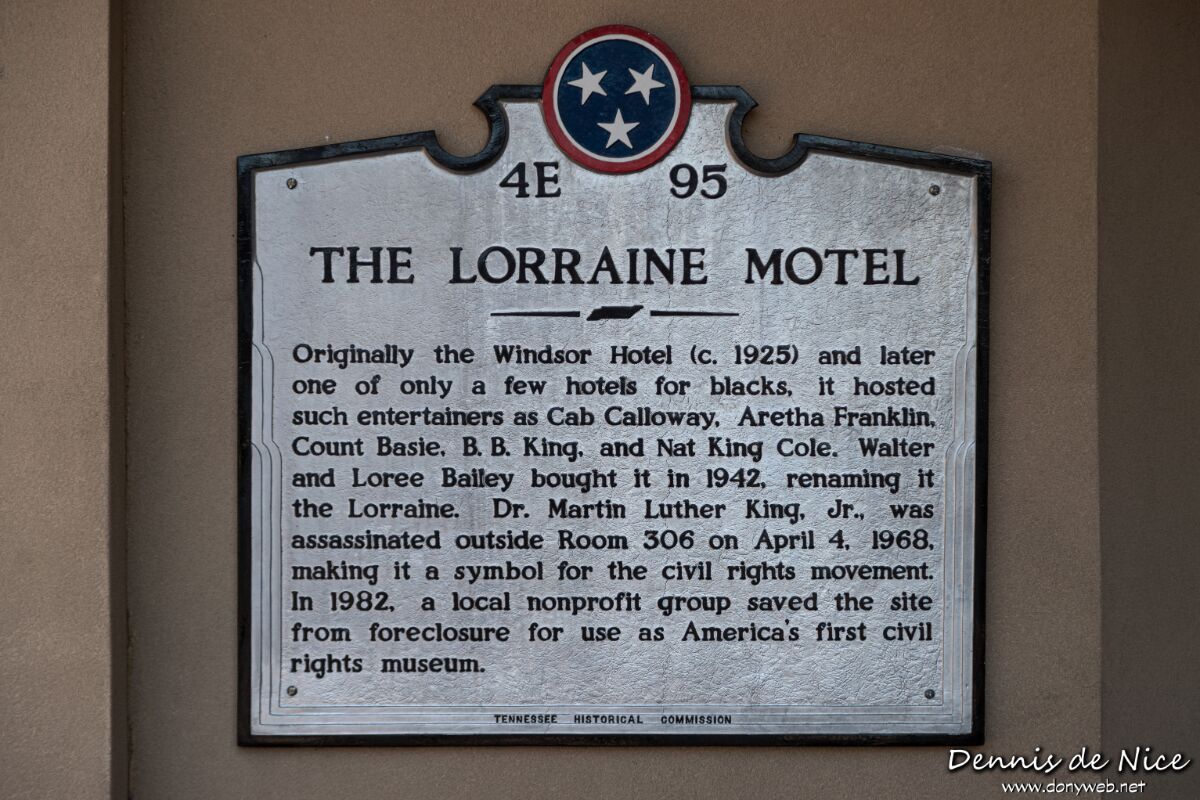 4E 95
THE LORRAINE MOTEL
Originally the Windsor Hotel (c. 1925) and later
one of only a few hotels for blacks, it hosted
such entertainers as Cab Calloway, Aretha Franklin,
Count Basie, B. B. King, and Nat King Cole. Walter
and Loree Bailey bought it in 1942, renaming it
the Lorraine. Dr. Martin Luther King, Jr., was
assassinated outside Room 306 on April 4, 1968,
making it a symbol for the civil rights movement.
In 1982, a local nonprofit group saved the site
from foreclosure for use as America's first civil
rights museum.
TENNESSEE HISTORICAL COMMISSION
Dennis de Nice
www.donyweb.net